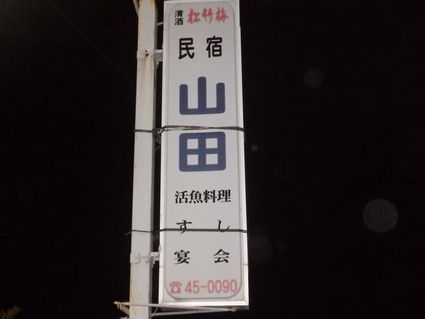 清酒 松竹梅
民宿
山田
活魚料理
すし
宴会
☎45-0090